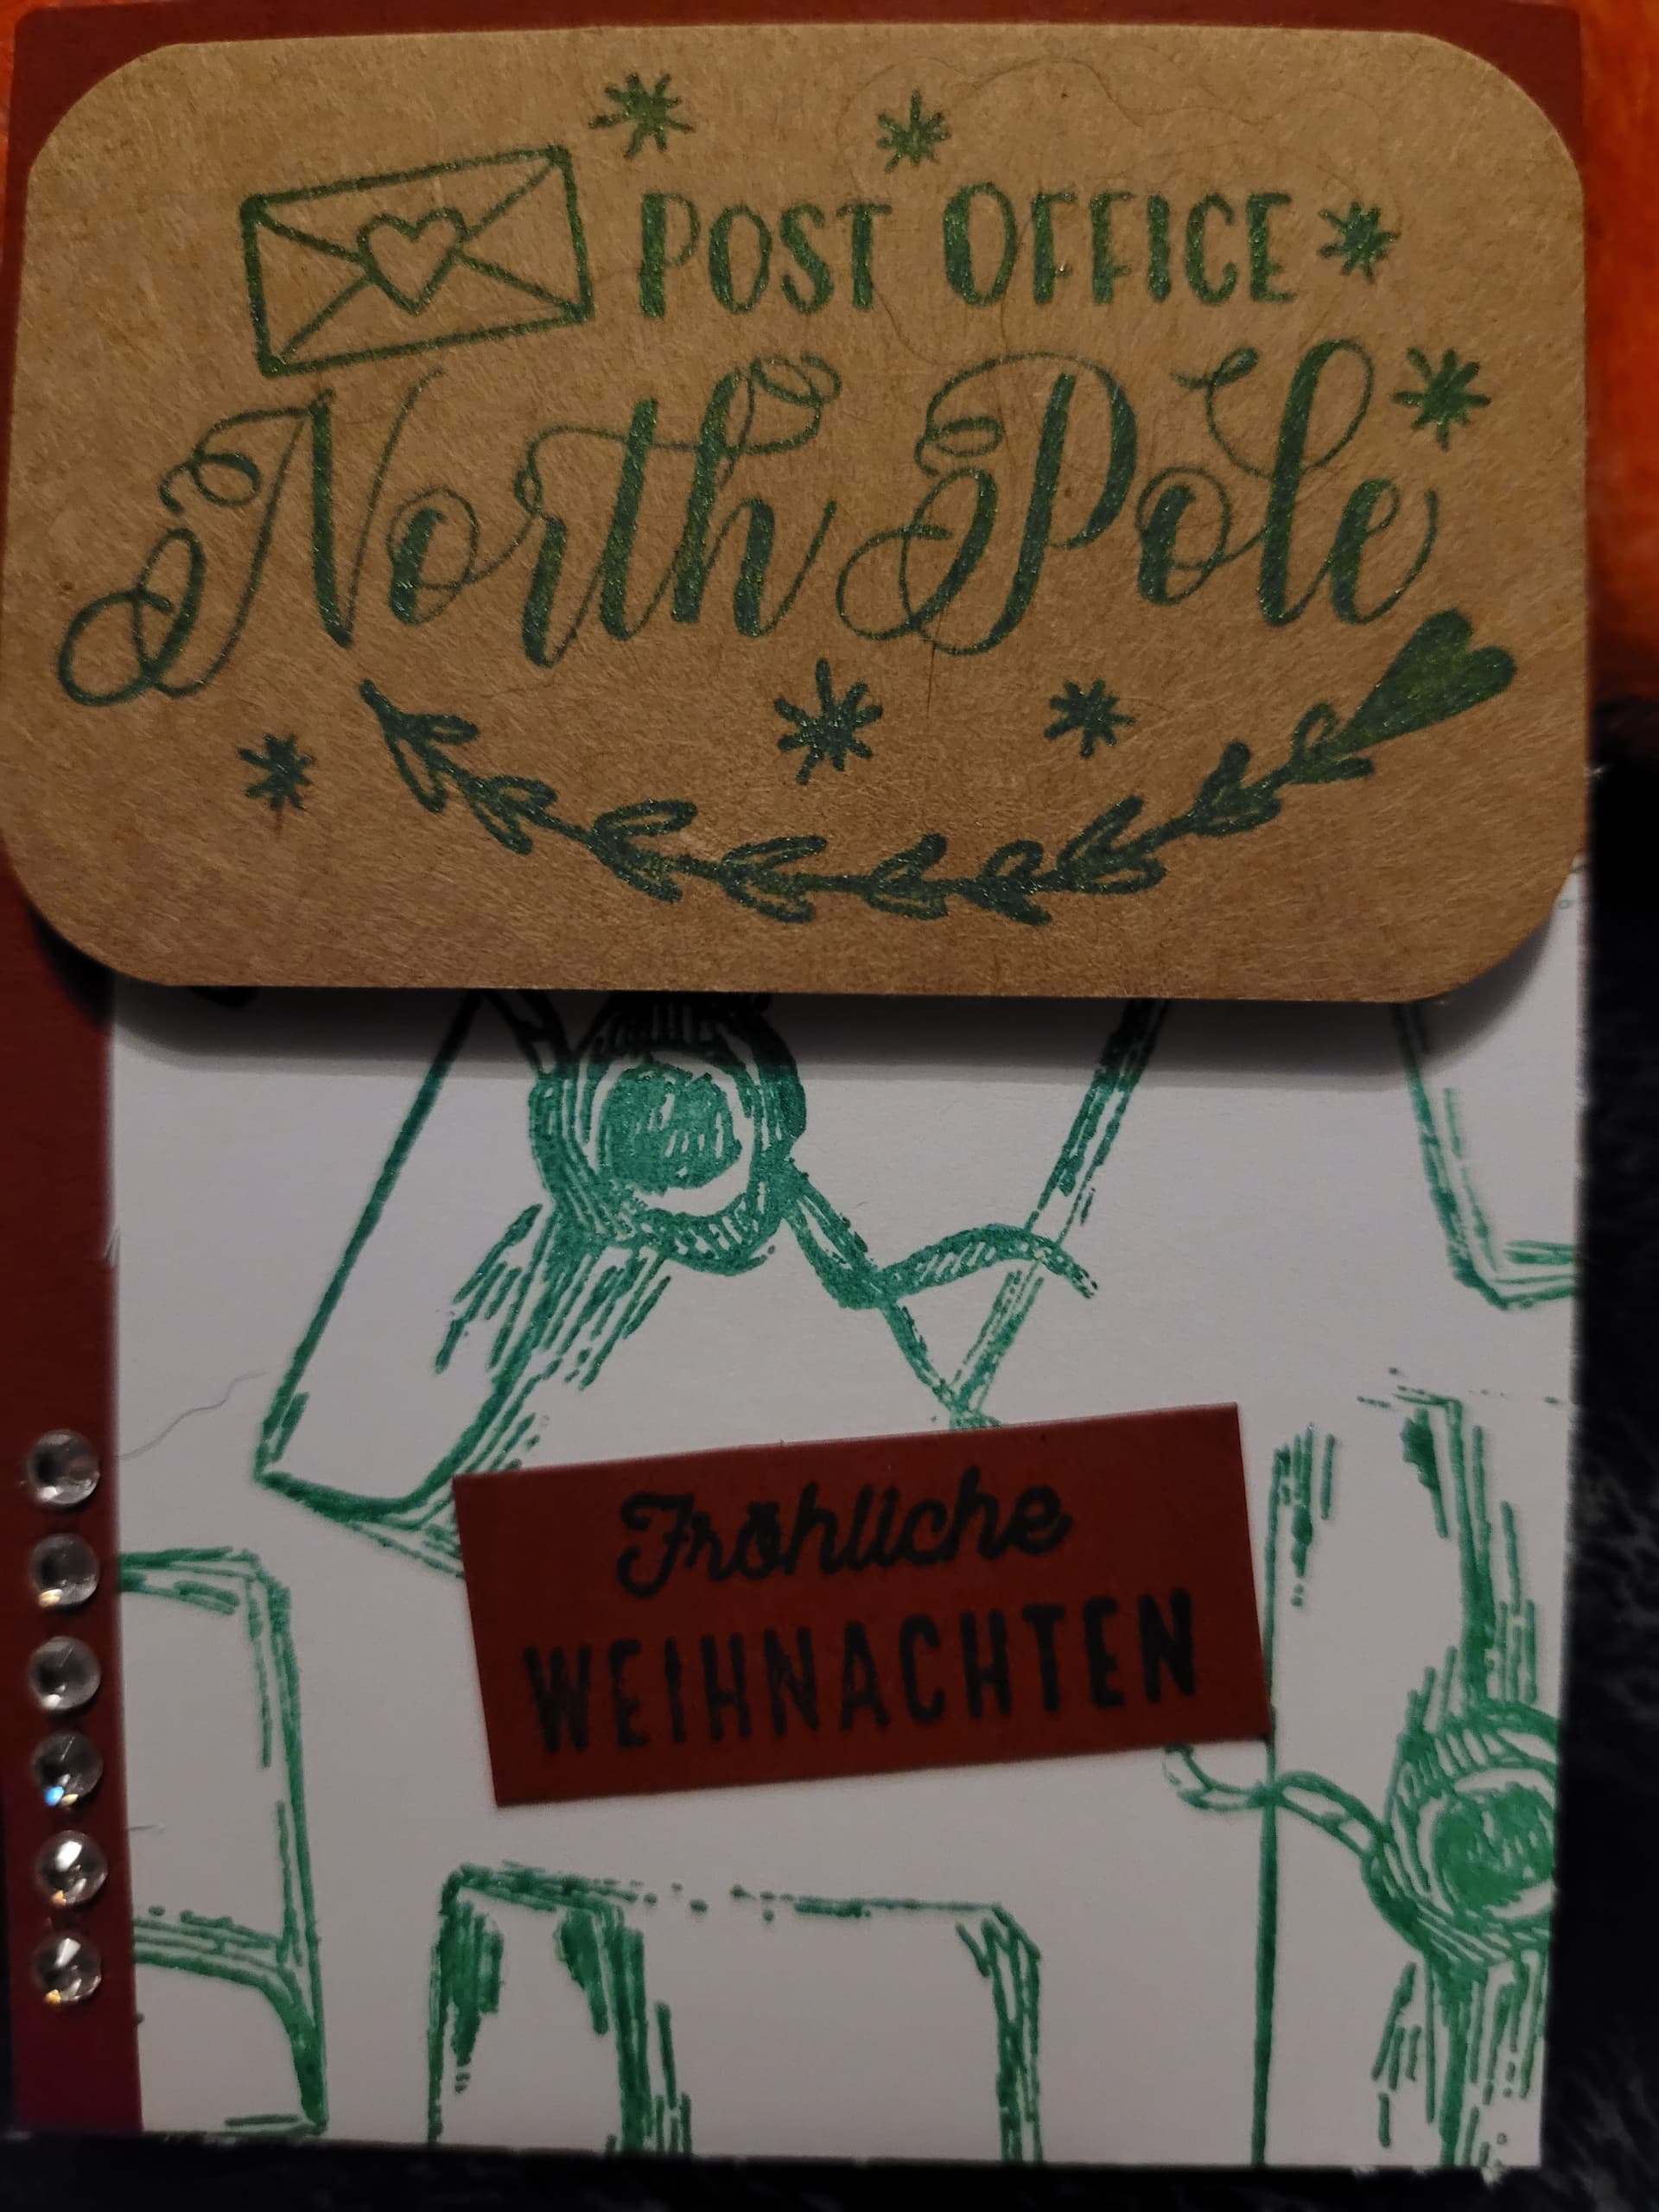 POST OFFICE
North Pole
Fröhliche
WEIHNACHTEN